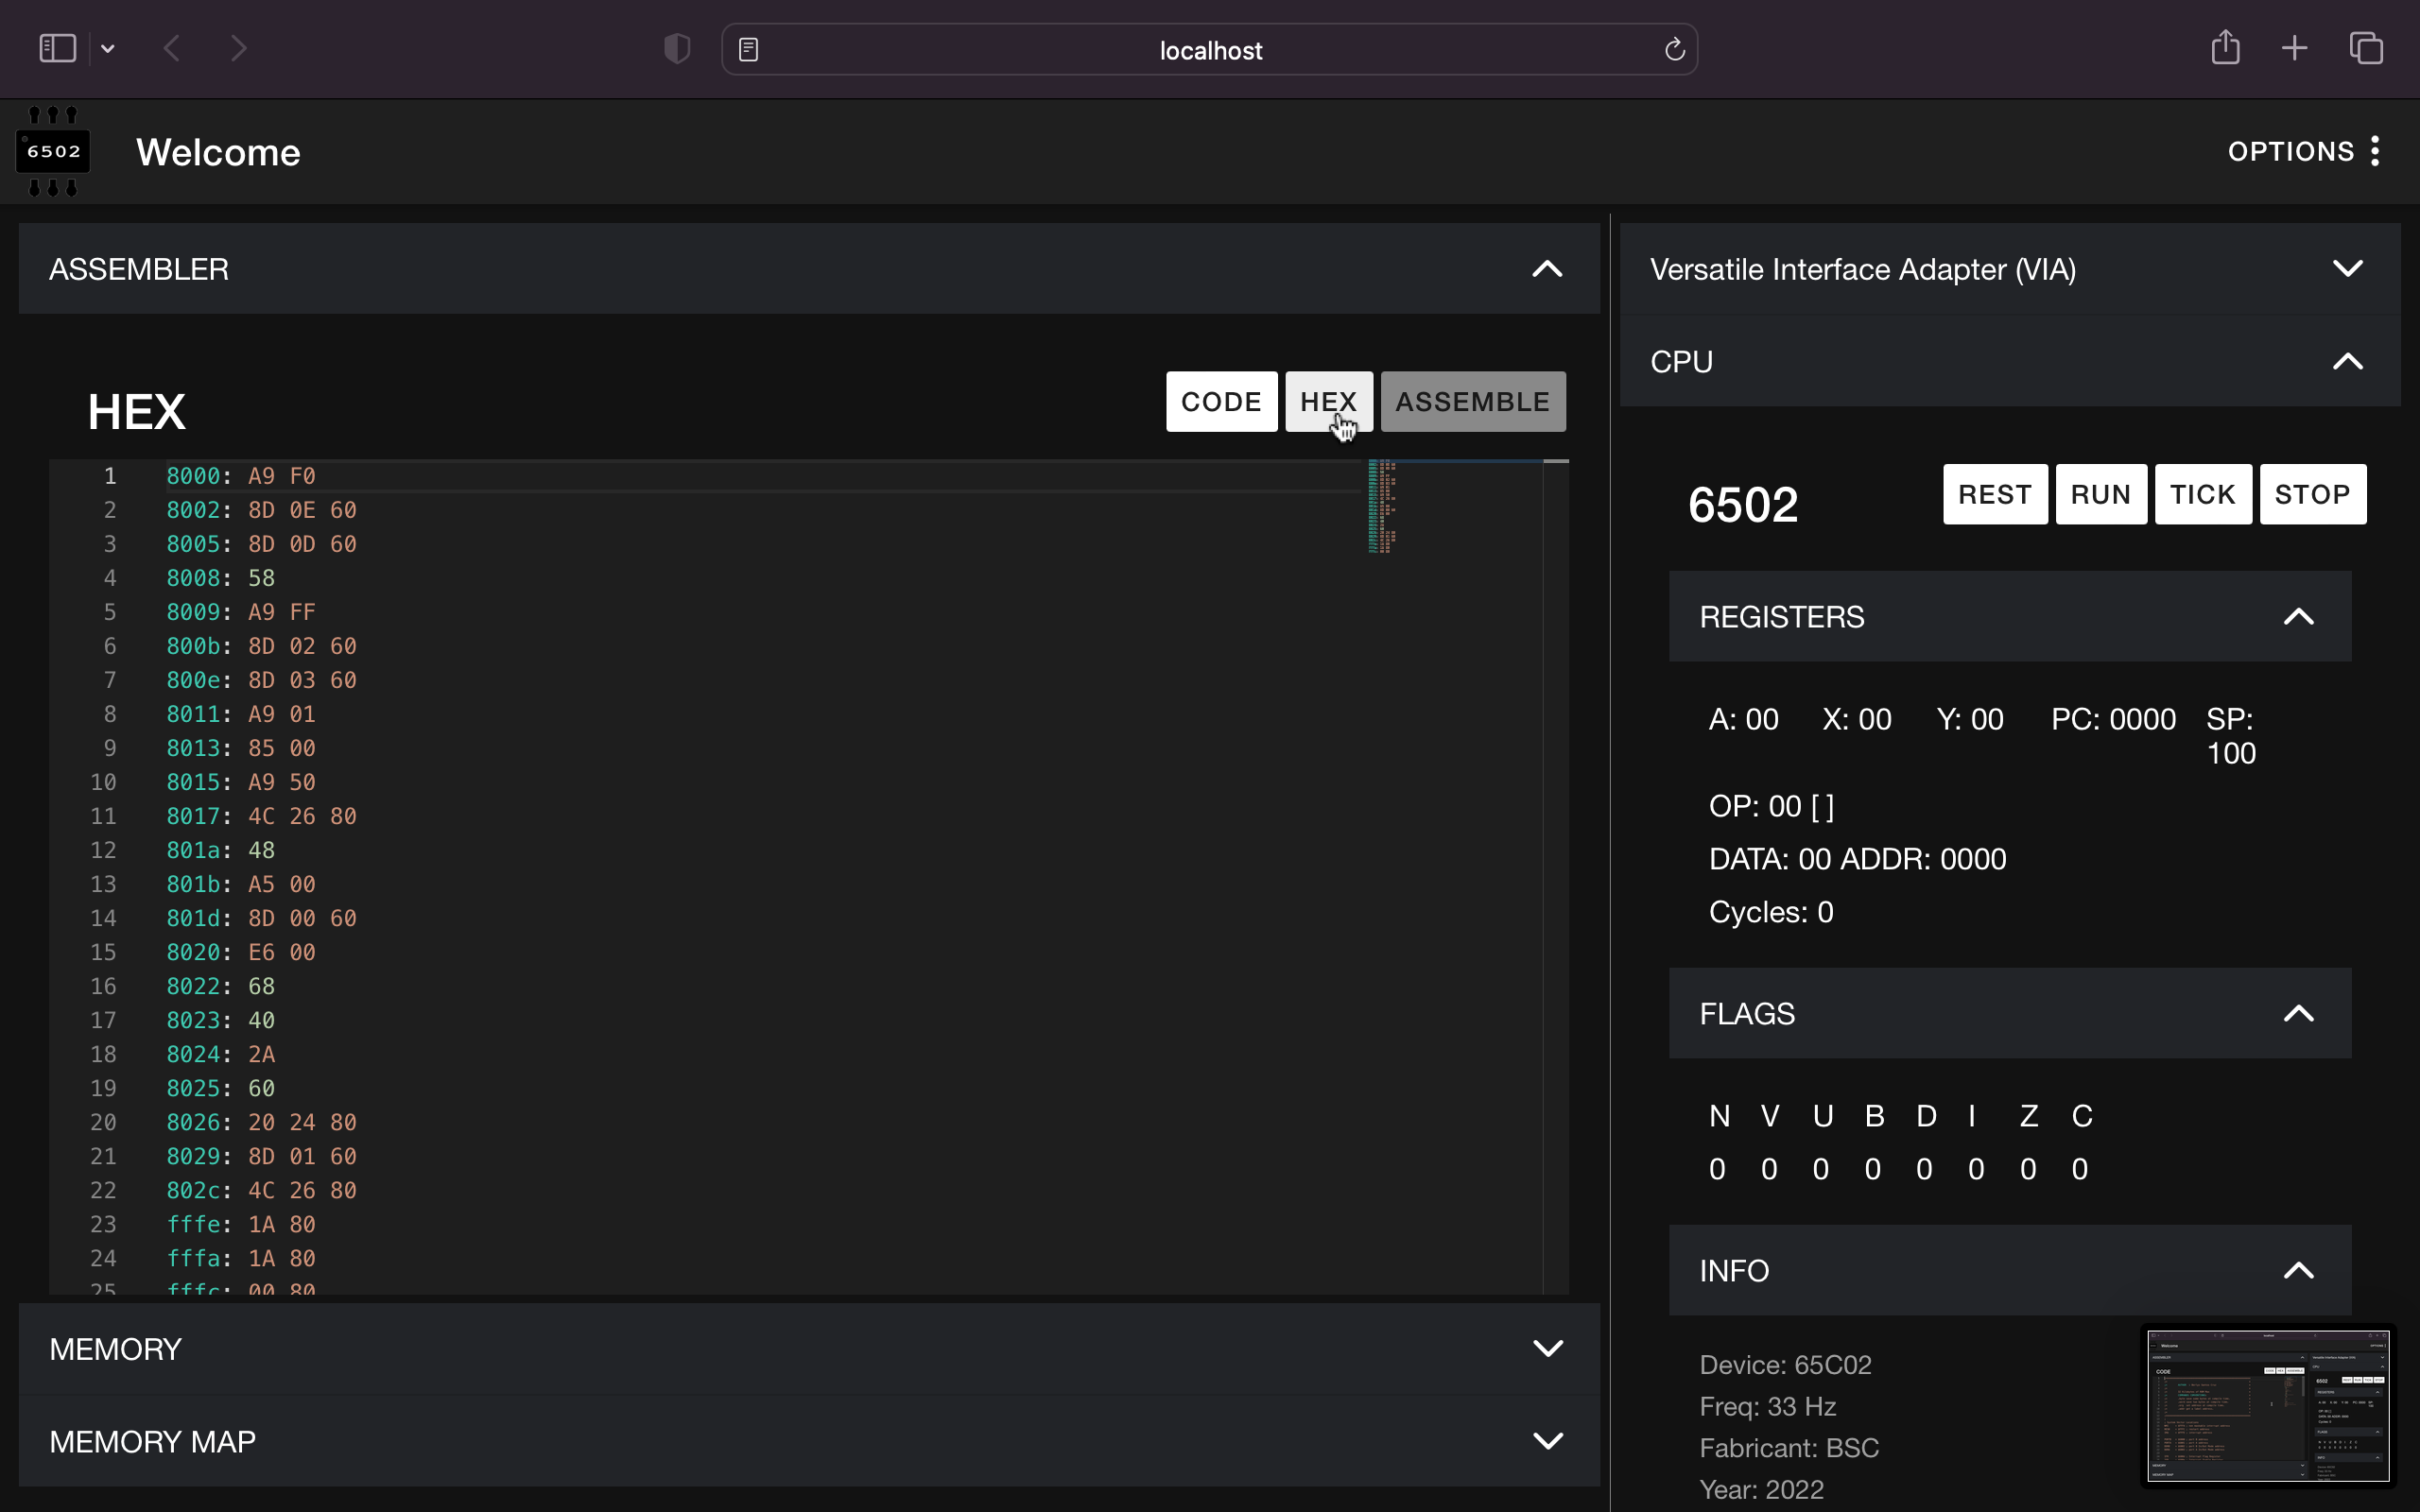 localhost
6502
Welcome
OPTIONS
ASSEMBLER
HEX
CODE HEX ASSEMBLE
1 8000: A9 F0
2 8002: 8D 0E 60
3 8005: 8D 0D 60
4 8008: 58
5 8009: A9 FF
6 800b: 8D 02 60
7 800e: 8D 03 60
8 8011: A9 01
9 8013: 85 00
10 8015: A9 50
11 8017: 4C 26 80
12 801a: 48
13 801b: A5 00
14 801d: 8D 00 60
15 8020: E6 00
16 8022: 68
17 8023: 40
18 8024: 2A
19 8025: 60
20 8026: 20 24 80
21 8029: 8D 01 60
22 802c: 4C 26 80
23 fffe: 1A 80
24 fffa: 1A 80
25 fffc: 00 80
MEMORY
MEMORY MAP
Versatile Interface Adapter (VIA)
CPU
6502
REST RUN TICK STOP
REGISTERS
A: 00 X: 00 Y: 00 PC: 0000 SP:
100
OP: 00 [ ]
DATA: 00 ADDR: 0000
Cycles: 0
FLAGS
N V U B D I Z C
0 0 0 0 0 0 0 0
INFO
Device: 65C02
Freq: 33 Hz
Fabricant: BSC
Year: 2022